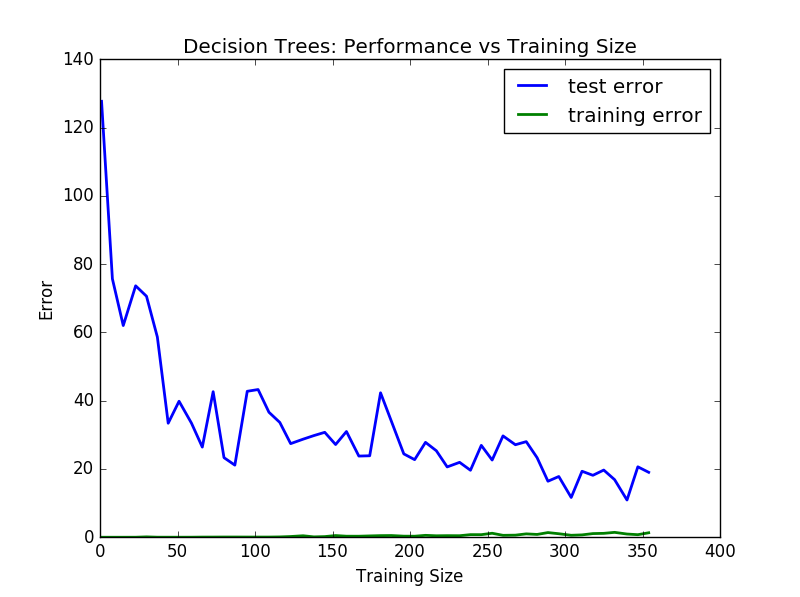 Decision Trees: Performance vs Training Size
140
120
100
80
60
40
20
0
Error
test error
training error
0 50 100 150 200 250 300 350 400
Training Size